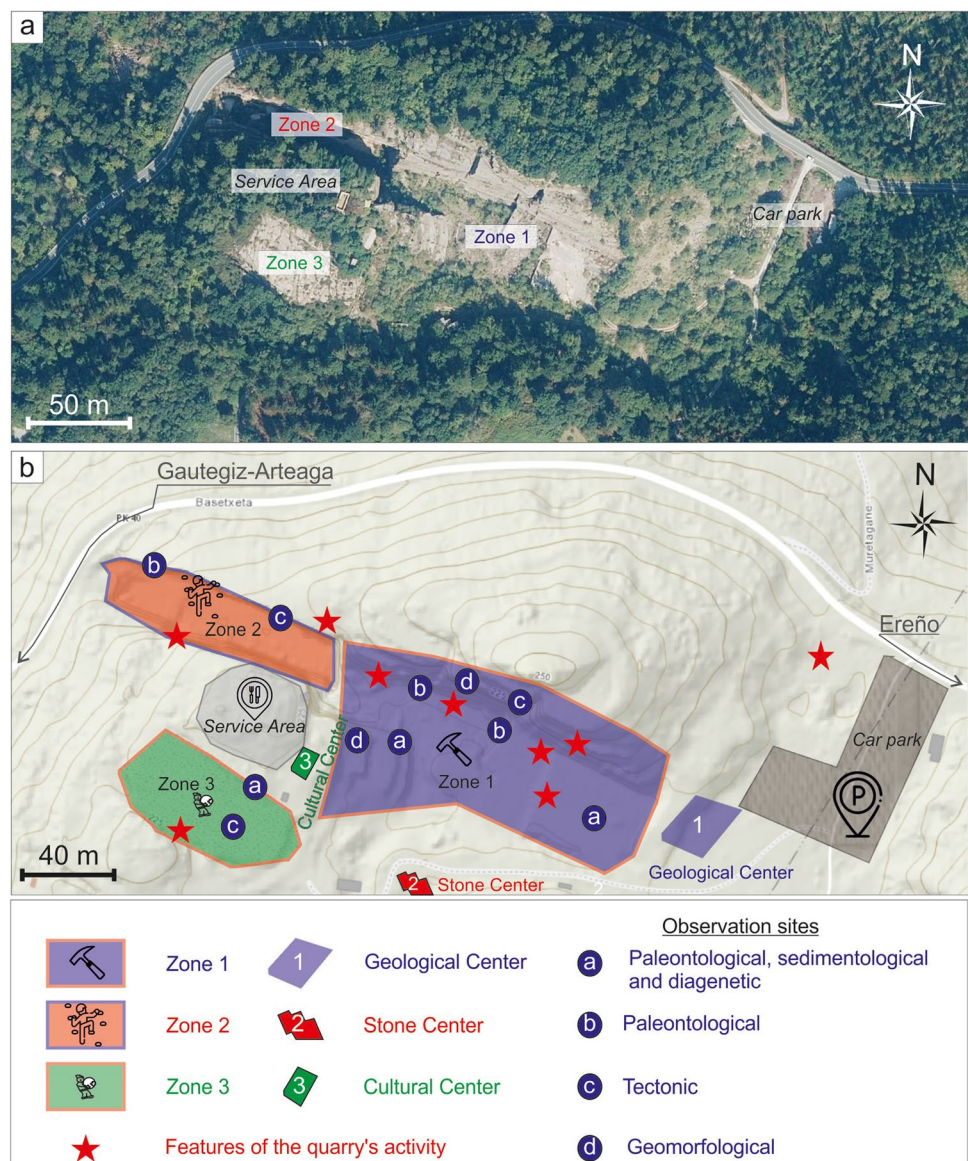 a
N
Zone 2
Service Area
Car park
Zone 1
Zone 3
50 m
b
Gautegiz-Arteaga
N
Basetxeta
PK 40
Muretagane
b
c
Zone 2
Ereño
250
b
d
225
c
Service Area
b
Car park
d
a
3
Cultural Center
Zone 1
Zone 3
a
P
c
225
a
1
40 m
Geological Center
2
Stone Center
Observation sites
Zone 1
1
Geological Center
a
Paleontological, sedimentological
and diagenetic
Zone 2
2
Stone Center
b
Paleontological
Zone 3
3
Cultural Center
c
Tectonic
Features of the quarry's activity
d
Geomorfological